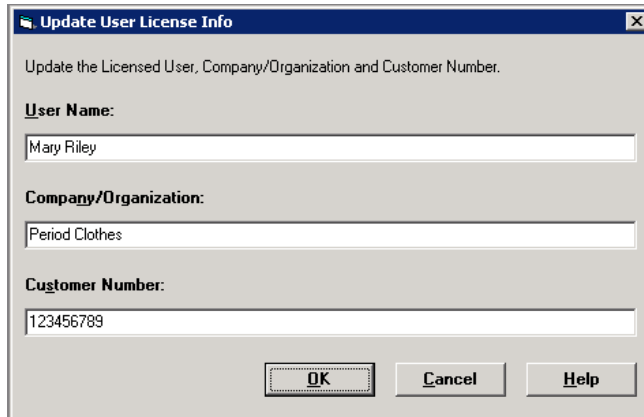 Update User License Info
Update the Licensed User, Company/Organization and Customer Number.
User Name:
Mary Riley
Company/Organization:
Period Clothes
Customer Number:
123456789
OK Cancel Help